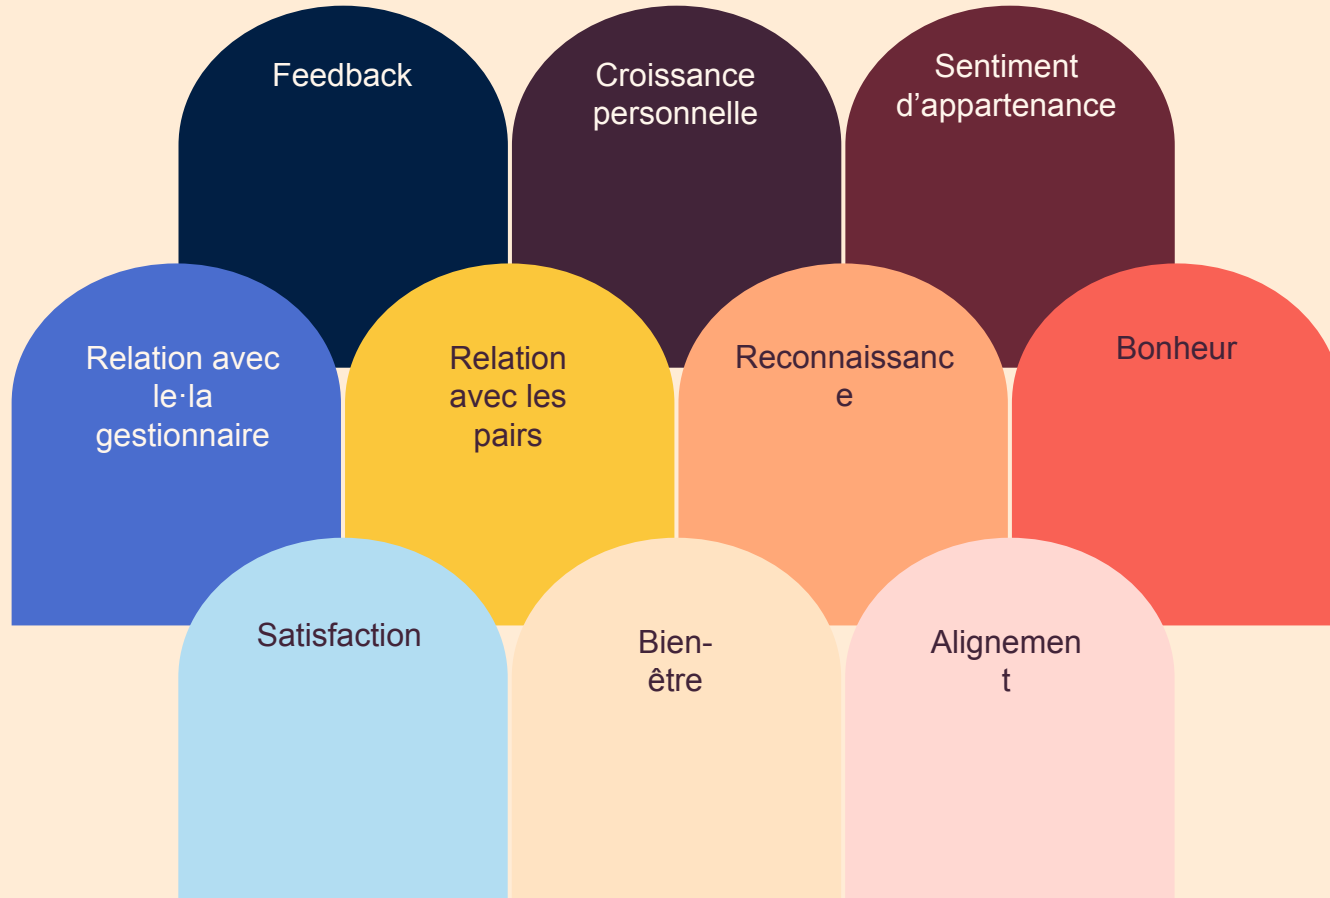 Feedback
Croissance
personnelle
Sentiment
d’appartenance
Relation avec
le·la
gestionnaire
Relation
avec les
pairs
Reconnaissanc
e
Bonheur
Satisfaction
Bien-
être
Alignemen
t